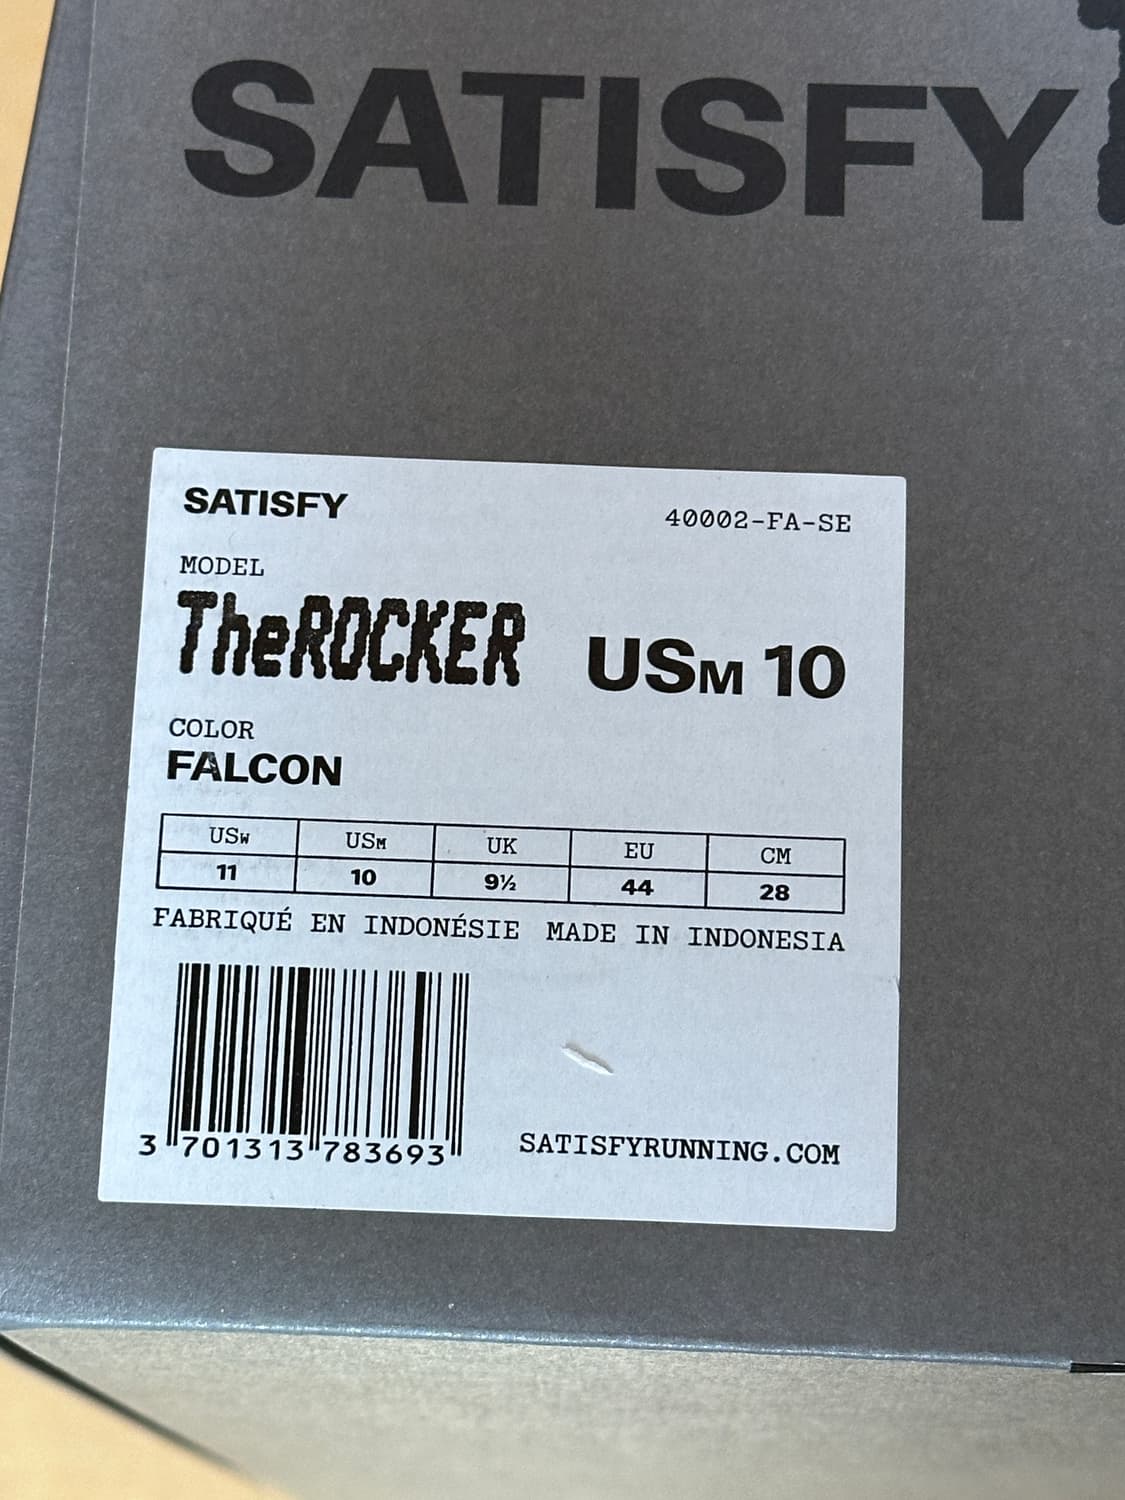 SATISFY
SATISFY
40002-FA-SE
MODEL
TheROCKER
USM 10
COLOR
FALCON
USW USM UK EU CM
11 10 9½ 44 28
FABRIQUÉ EN INDONÉSIE MADE IN INDONESIA
3 701313 783693
SATISFYRUNNING.COM